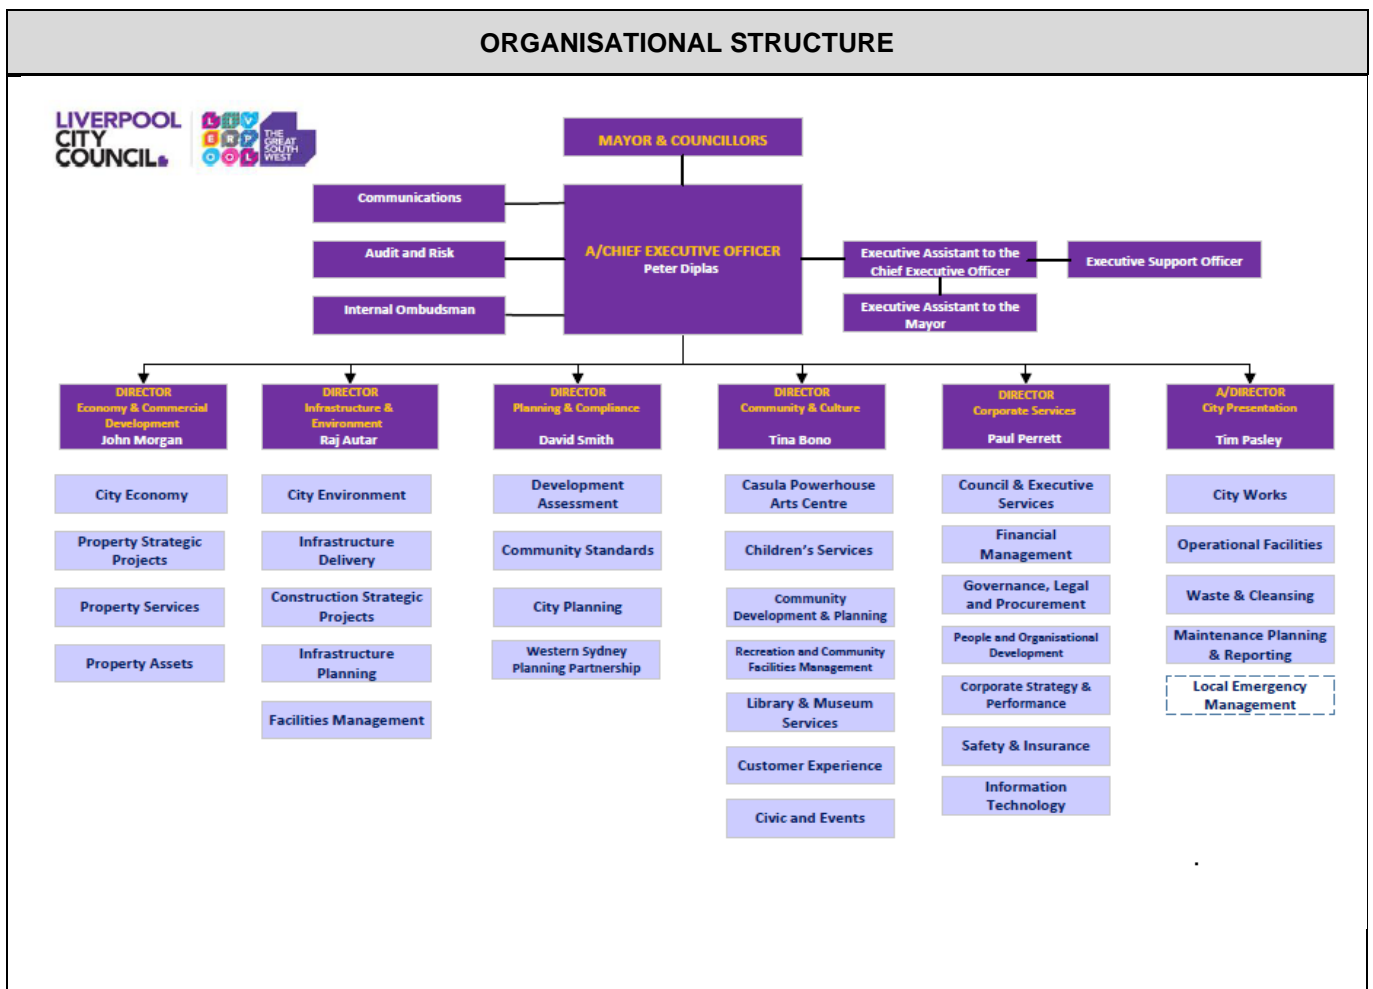 ORGANISATIONAL STRUCTURE
LIVERPOOL
CITY
COUNCIL
LIV
ERP
OOL
THE
GREAT
SOUTH
WEST
MAYOR & COUNCILLORS
Communications
Audit and Risk
Internal Ombudsman
A/CHIEF EXECUTIVE OFFICER
Peter Diplas
Executive Assistant to the
Chief Executive Officer
Executive Support Officer
Executive Assistant to the
Mayor
DIRECTOR
Economy & Commercial
Development
John Morgan
City Economy
Property Strategic
Projects
Property Services
Property Assets
DIRECTOR
Infrastructure &
Environment
Raj Autar
City Environment
Infrastructure
Delivery
Construction Strategic
Projects
Infrastructure
Planning
Facilities Management
DIRECTOR
Planning & Compliance
David Smith
Development
Assessment
Community Standards
City Planning
Western Sydney
Planning Partnership
DIRECTOR
Community & Culture
Tina Bono
Casula Powerhouse
Arts Centre
Children's Services
Community
Development & Planning
Recreation and Community
Facilities Management
Library & Museum
Services
Customer Experience
Civic and Events
DIRECTOR
Corporate Services
Paul Perrett
Council & Executive
Services
Financial
Management
Governance, Legal
and Procurement
People and Organisational
Development
Corporate Strategy &
Performance
Safety & Insurance
Information
Technology
A/DIRECTOR
City Presentation
Tim Pasley
City Works
Operational Facilities
Waste & Cleansing
Maintenance Planning
& Reporting
Local Emergency
Management
.